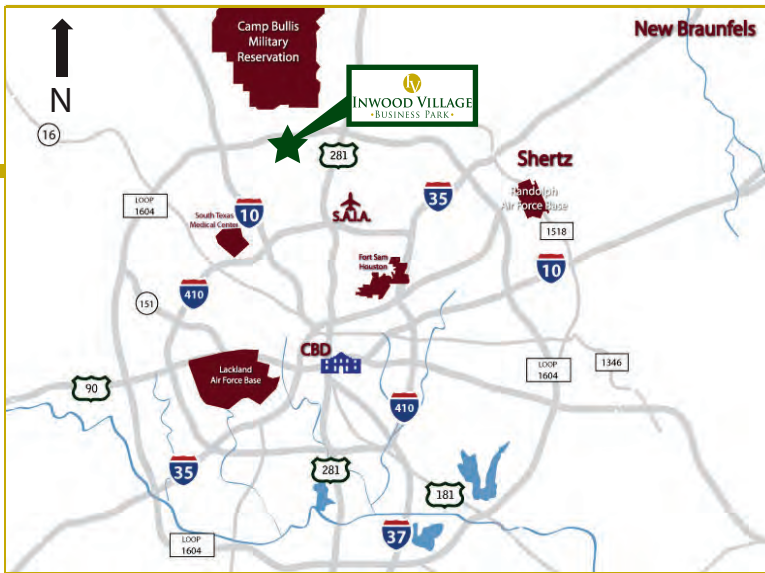 Camp Bullis
Military
Reservation
New Braunfels
N
IV
INWOOD VILLAGE
•BUSINESS PARK•
16
281
Shertz
Randolph
Air Force Base
LOOP
1604
10
South Texas
Medical Center
S.A.I.A.
35
1518
Fort Sam
Houston
10
410
151
CBD
Lackland
Air Force Base
LOOP
1604
1346
90
410
35
281
181
37
LOOP
1604